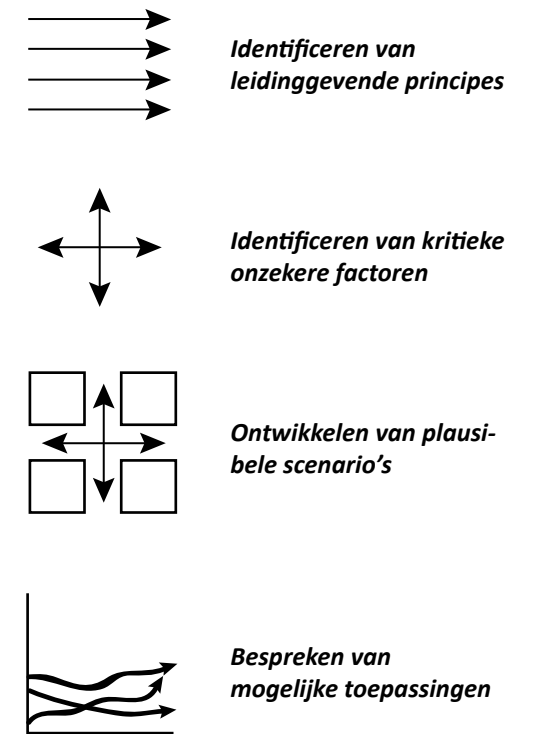 Identificeren van
leidinggevende principes
Identificeren van kritieke
onzekere factoren
Ontwikkelen van plausi-
bele scenario's
Bespreken van
mogelijke toepassingen